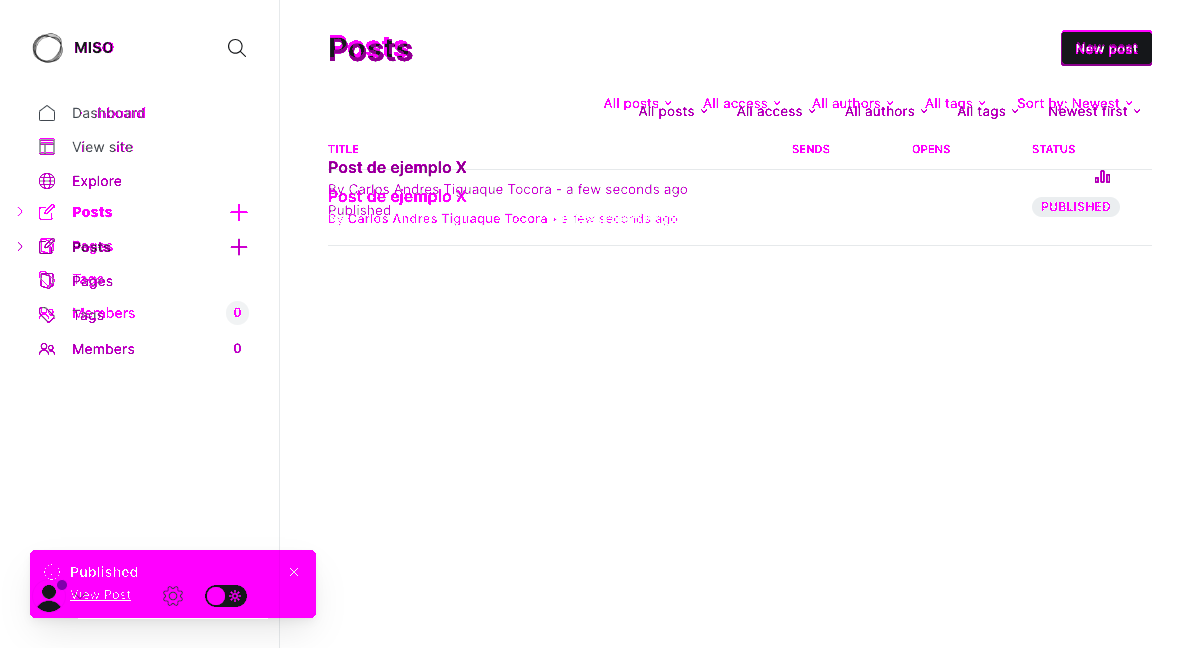 MISO
Dashboard
View site
Explore
Posts
Pages
Posts
Tags
Pages
Members 0
Tags
Members 0
Published
View Post
Posts
New post
All posts All access All authors All tags Sort by: Newest
All posts All access All authors All tags Newest first
TITLE SENDS OPENS STATUS
Post de ejemplo X
By Carlos Andres Tiguaque Tocora - a few seconds ago
Post de ejemplo X
Published
By Carlos Andres Tiguaque Tocora • a few seconds ago
PUBLISHED